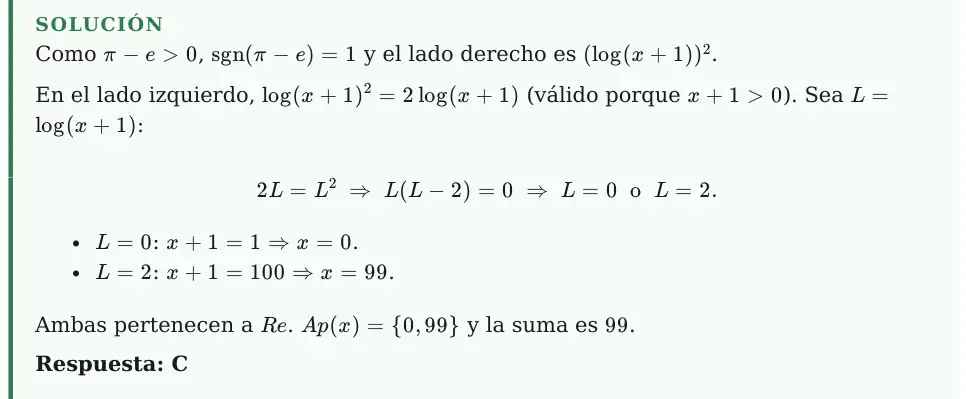 SOLUCIÓN
Como π − e > 0, sgn(π − e) = 1 y el lado derecho es (log(x + 1))².
En el lado izquierdo, log(x + 1)² = 2 log(x + 1) (válido porque x + 1 > 0). Sea L =
log(x + 1):
2L = L² ⇒ L(L − 2) = 0 ⇒ L = 0 o L = 2.
• L = 0: x + 1 = 1 ⇒ x = 0.
• L = 2: x + 1 = 100 ⇒ x = 99.
Ambas pertenecen a Re. Ap(x) = {0, 99} y la suma es 99.
Respuesta: C